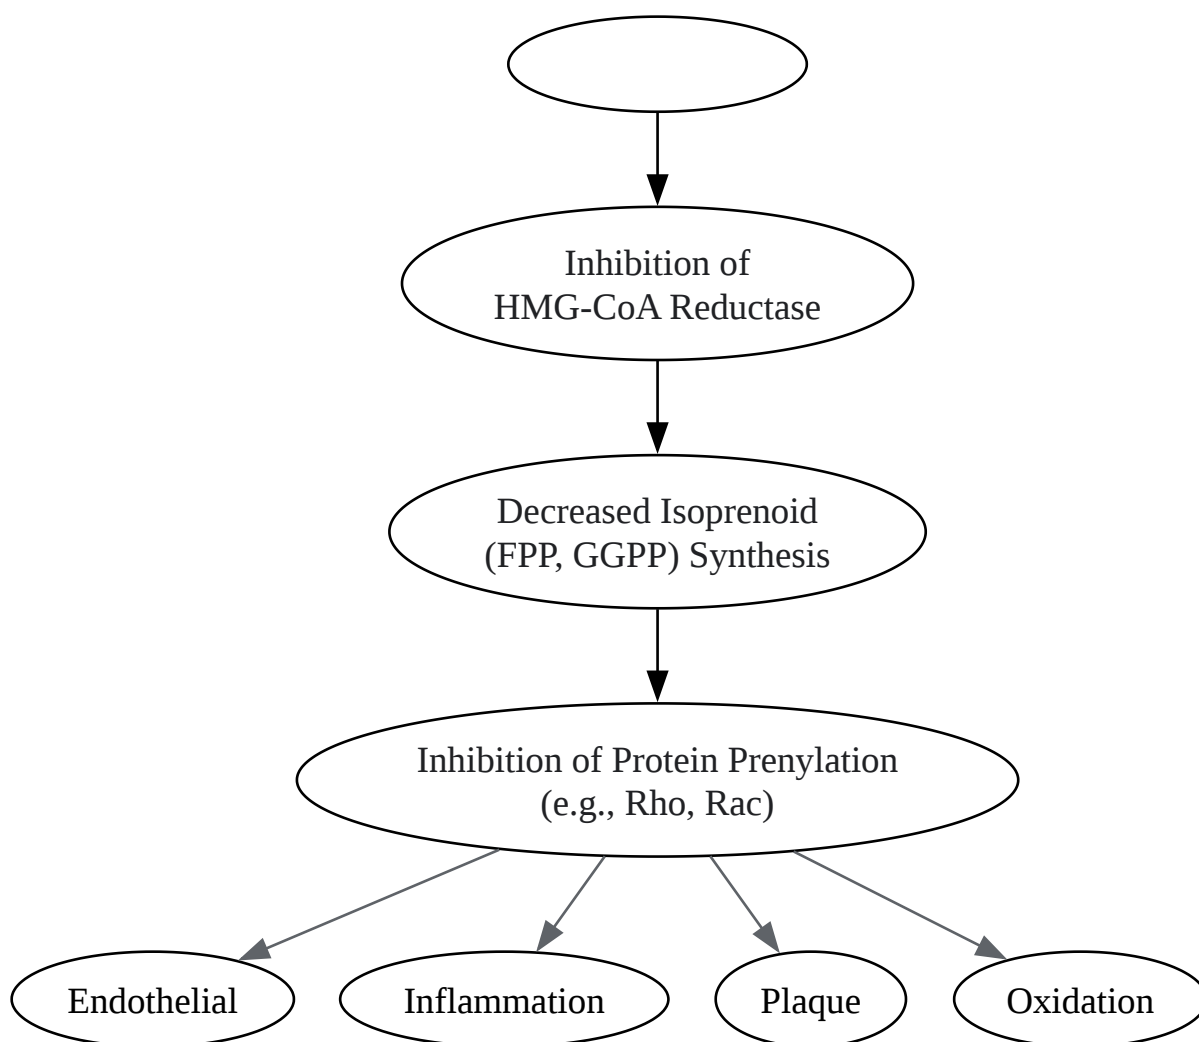 Inhibition of
HMG-CoA Reductase
Decreased Isoprenoid
(FPP, GGPP) Synthesis
Inhibition of Protein Prenylation
(e.g., Rho, Rac)
Endothelial
Inflammation
Plaque
Oxidation